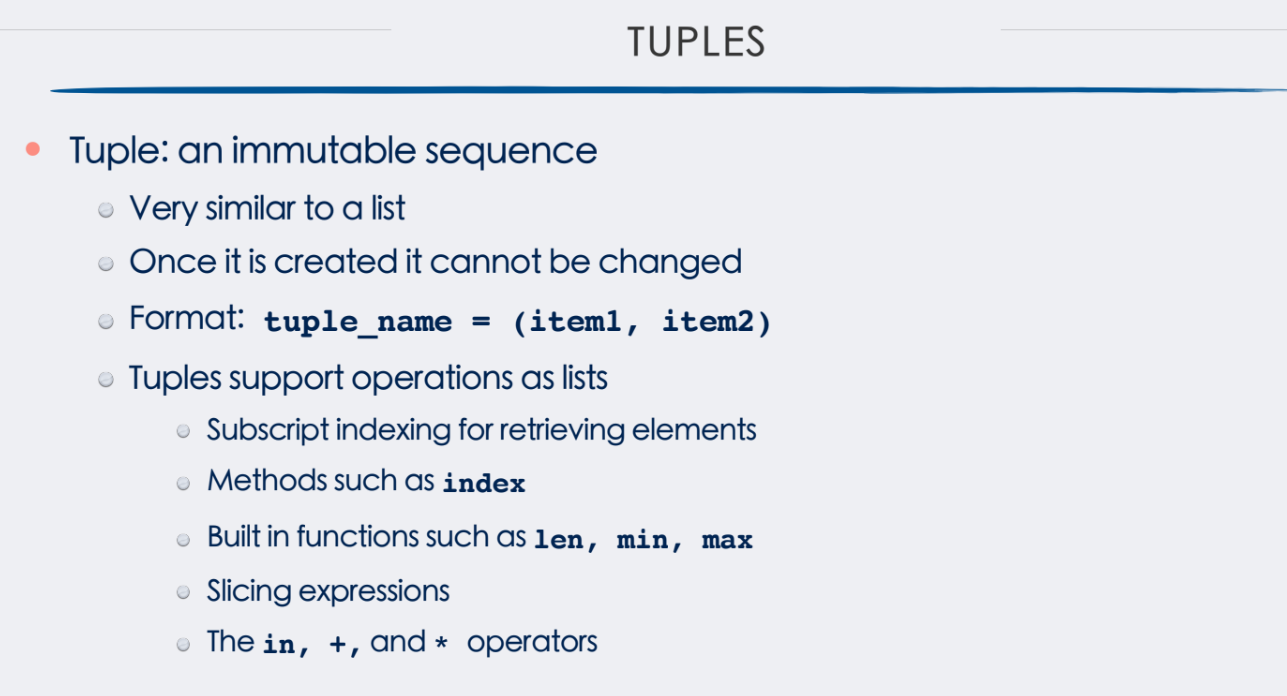 TUPLES
Tuple: an immutable sequence
Very similar to a list
Once it is created it cannot be changed
Format: tuple_name = (item1, item2)
Tuples support operations as lists
Subscript indexing for retrieving elements
Methods such as index
Built in functions such as len, min, max
Slicing expressions
The in, +, and * operators